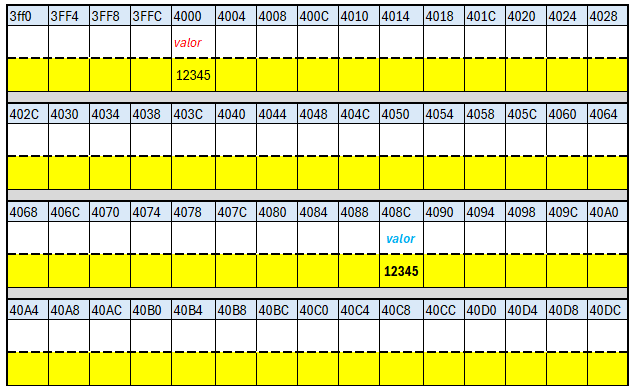 3ff0 3FF4 3FF8 3FFC 4000 4004 4008 400C 4010 4014 4018 401C 4020 4024 4028
valor
12345
402C 4030 4034 4038 403C 4040 4044 4048 404C 4050 4054 4058 405C 4060 4064
4068 406C 4070 4074 4078 407C 4080 4084 4088 408C 4090 4094 4098 409C 40A0
valor
12345
40A4 40A8 40AC 40B0 40B4 40B8 40BC 40C0 40C4 40C8 40CC 40D0 40D4 40D8 40DC